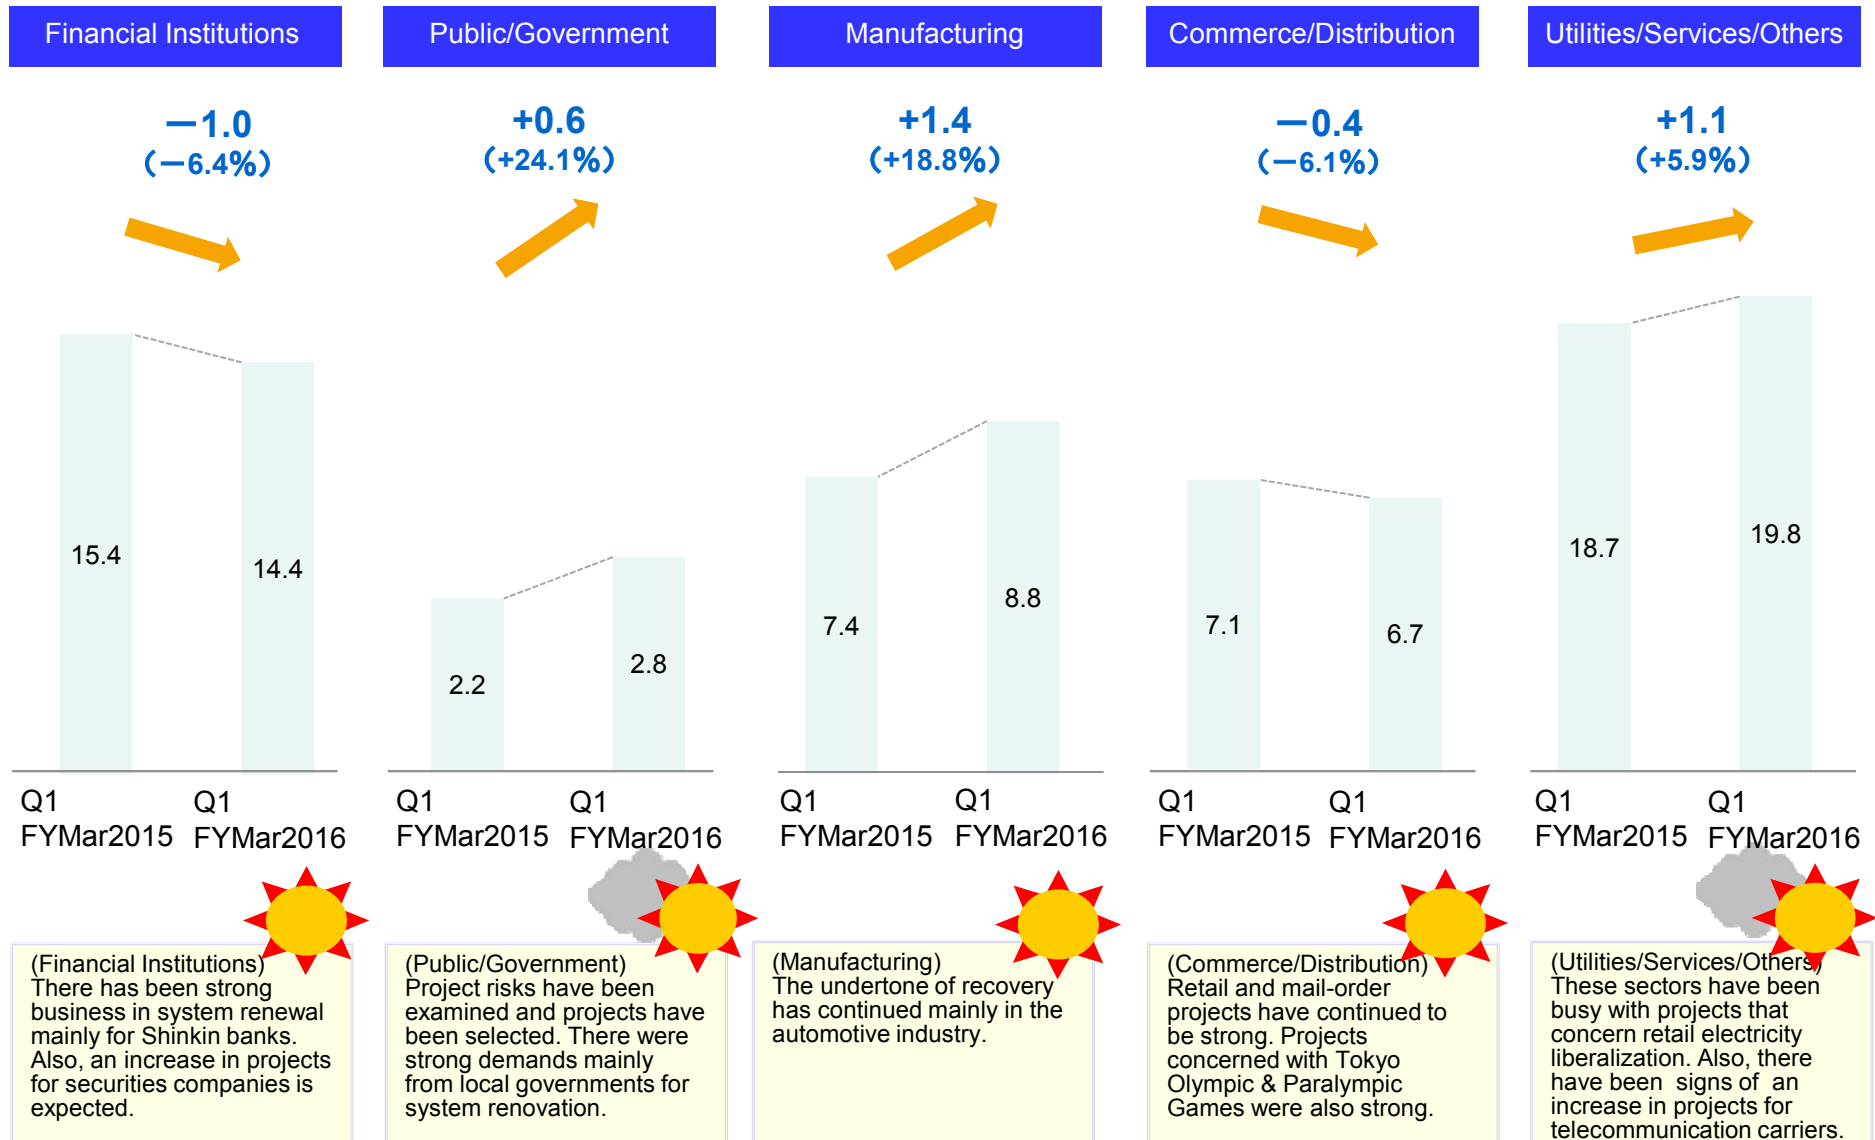 Financial Institutions
Public/Government
Manufacturing
Commerce/Distribution
Utilities/Services/Others
－1.0
(－6.4%)
+0.6
(+24.1%)
+1.4
(+18.8%)
－0.4
(－6.1%)
+1.1
(+5.9%)
15.4
14.4
2.2
2.8
7.4
8.8
7.1
6.7
18.7
19.8
Q1
FYMar2015
Q1
FYMar2016
Q1
FYMar2015
Q1
FYMar2016
Q1
FYMar2015
Q1
FYMar2016
Q1
FYMar2015
Q1
FYMar2016
Q1
FYMar2015
Q1
FYMar2016
(Financial Institutions)
There has been strong
business in system renewal
mainly for Shinkin banks.
Also, an increase in projects
for securities companies is
expected.
(Public/Government)
Project risks have been
examined and projects have
been selected. There were
strong demands mainly
from local governments for
system renovation.
(Manufacturing)
The undertone of recovery
has continued mainly in the
automotive industry.
(Commerce/Distribution)
Retail and mail-order
projects have continued to
be strong. Projects
concerned with Tokyo
Olympic & Paralympic
Games were also strong.
(Utilities/Services/Others)
These sectors have been
busy with projects that
concern retail electricity
liberalization. Also, there
have been signs of an
increase in projects for
telecommunication carriers.